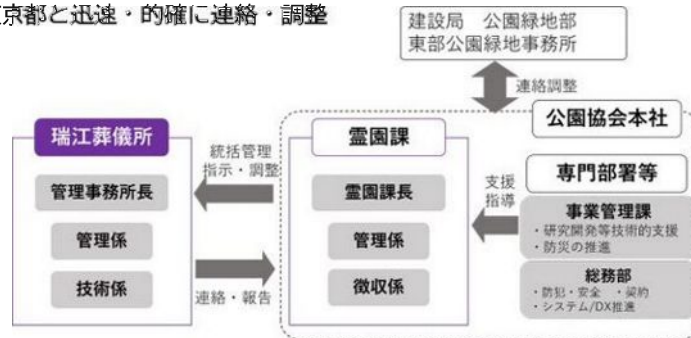 京都と迅速・的確に連絡・調整
建設局　公園緑地部
東部公園緑地事務所
連絡調整
公園協会本社
瑞江葬儀所
管理事務所長
管理係
技術係
統括管理
指示・調整
連絡・報告
霊園課
霊園課長
管理係
徴収係
支援
指導
専門部署等
事業管理課
・研究開発等技術的支援
・防災の推進
総務部
・防犯・安全　・契約
・システム/DX推進